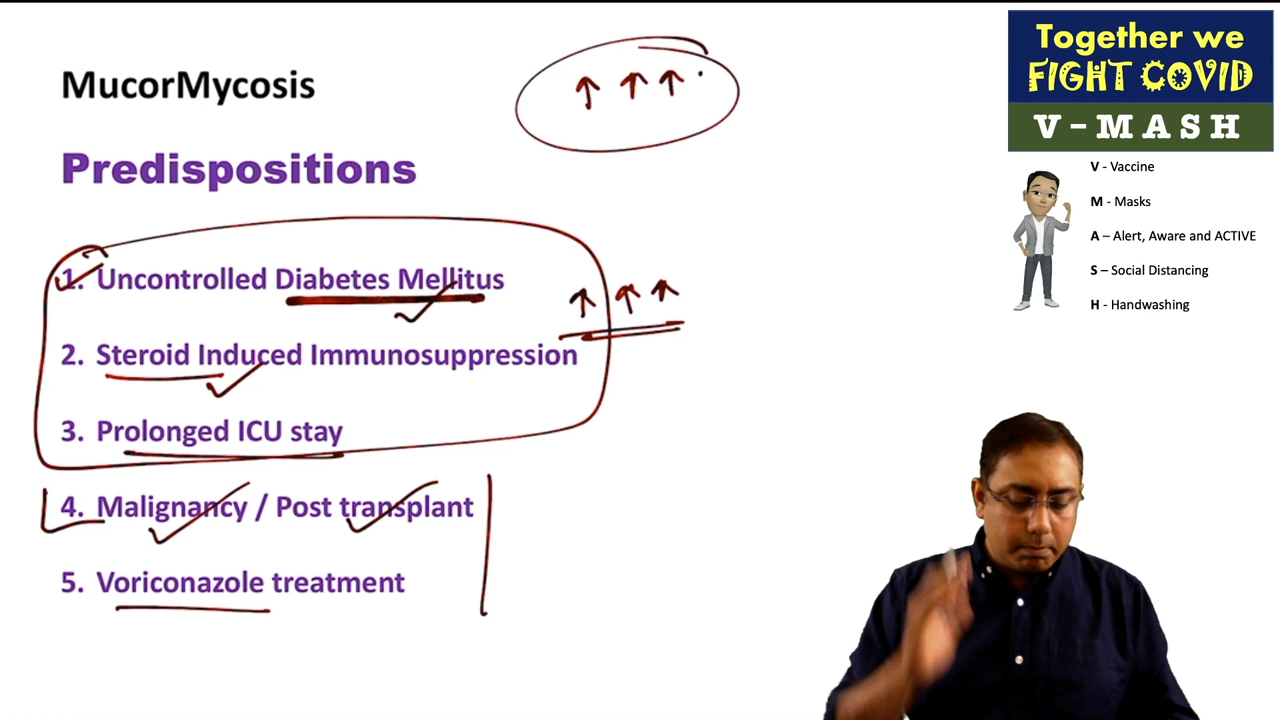 MucorMycosis
Predispositions
1. Uncontrolled Diabetes Mellitus
2. Steroid Induced Immunosuppression
3. Prolonged ICU stay
4. Malignancy / Post transplant
5. Voriconazole treatment
Together we
FIGHT COVID
V – M A S H
V - Vaccine
M - Masks
A – Alert, Aware and ACTIVE
S – Social Distancing
H - Handwashing